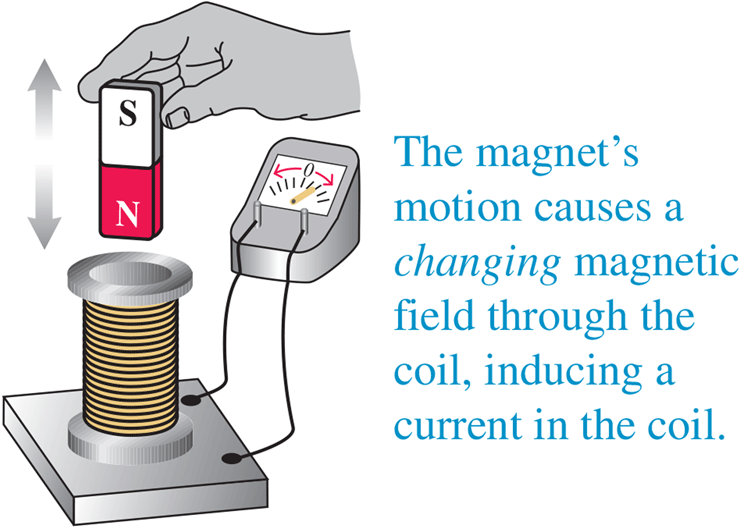 S
N
0
The magnet's
motion causes a
changing magnetic
field through the
coil, inducing a
current in the coil.